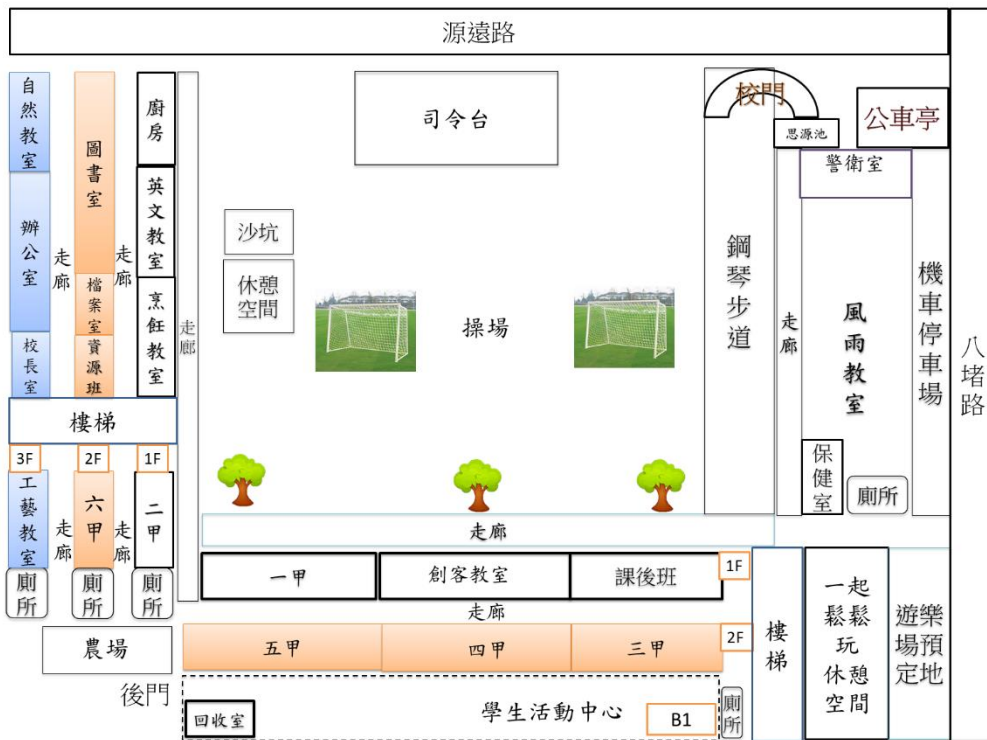 源遠路
自然教室
圖書室
廚房
司令台
校門
思源池
公車亭
警衛室
辦公室
走廊
走廊
英文教室
沙坑
休憩
空間
檔案室
烹飪教室
走廊
操場
鋼琴步道
走廊
風雨教室
機車停車場
八堵路
校長室
資源班
樓梯
3F
2F
1F
保健室
廁所
工藝教室
走廊
六甲
走廊
二甲
走廊
廁所
廁所
廁所
一甲
創客教室
課後班
1F
走廊
農場
五甲
四甲
三甲
2F
樓梯
一起
鬆鬆
玩
休憩
空間
遊樂
場預
定地
後門
回收室
學生活動中心
B1
廁所